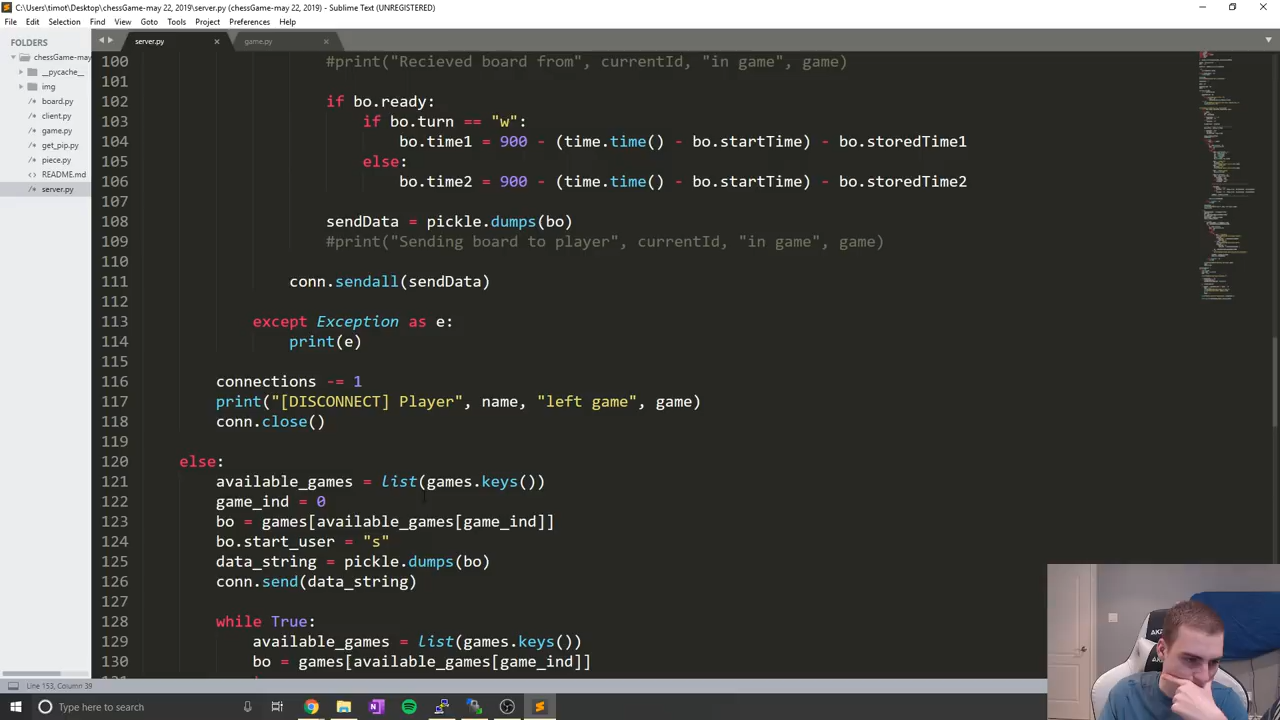 C:\Users\timot\Desktop\chessGame-may 22, 2019\server.py (chessGame-may 22, 2019) - Sublime Text (UNREGISTERED)
File Edit Selection Find View Goto Tools Project Preferences Help
FOLDERS
chessGame-may
__pycache__
img
board.py
client.py
game.py
get_pip.py
piece.py
README.md
server.py
server.py game.py
100 #print("Recieved board from", currentId, "in game", game)
101
102 if bo.ready:
103 if bo.turn == "w":
104 bo.time1 = 900 - (time.time() - bo.startTime) - bo.storedTime1
105 else:
106 bo.time2 = 900 - (time.time() - bo.startTime) - bo.storedTime2
107
108 sendData = pickle.dumps(bo)
109 #print("Sending board to player", currentId, "in game", game)
110
111 conn.sendall(sendData)
112
113 except Exception as e:
114 print(e)
115
116 connections -= 1
117 print("[DISCONNECT] Player", name, "left game", game)
118 conn.close()
119
120 else:
121 available_games = list(games.keys())
122 game_ind = 0
123 bo = games[available_games[game_ind]]
124 bo.start_user = "s"
125 data_string = pickle.dumps(bo)
126 conn.send(data_string)
127
128 while True:
129 available_games = list(games.keys())
130 bo = games[available_games[game_ind]]
Line 153, Column 39
Type here to search